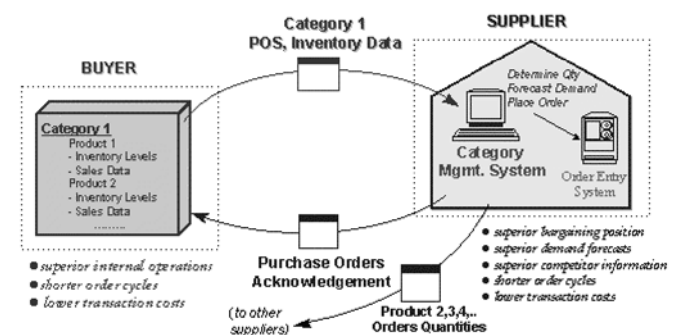 Category 1
POS, Inventory Data
SUPPLIER
BUYER
Determine Qty
Forecast Demand
Place Order
Category 1
Product 1
- Inventory Levels
- Sales Data
Product 2
- Inventory Levels
- Sales Data
.........
Category
Mgmt. System
Order Entry
System
Purchase Orders
Acknowledgement
● superior internal operations
● shorter order cycles
● lower transaction costs
● superior bargaining position
● superior demand forecasts
● superior competitor information
● shorter order cycles
● lower transaction costs
(to other
suppliers)
Product 2,3,4,..
Orders Quantities